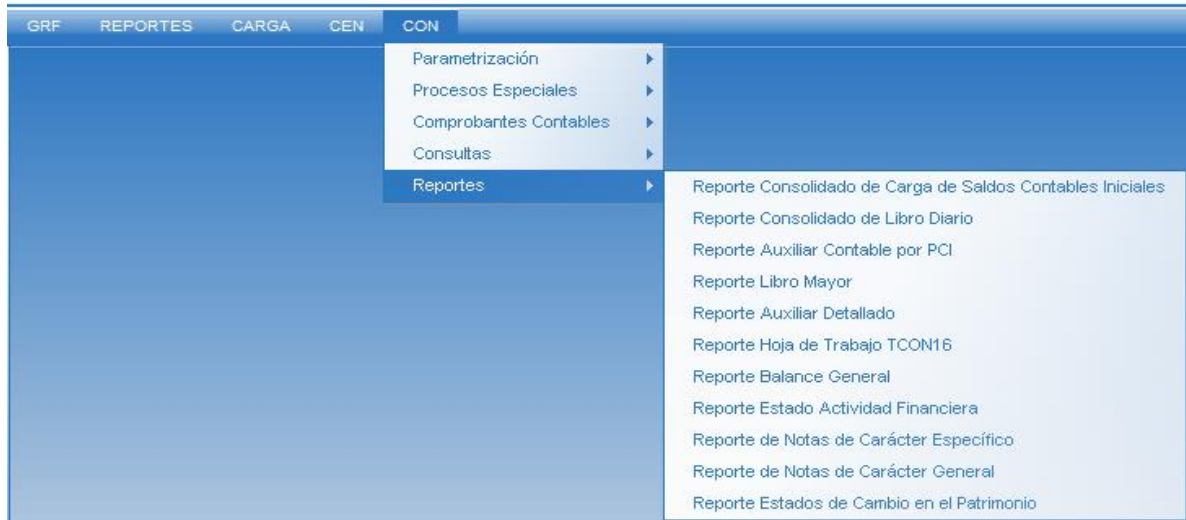 GRF REPORTES CARGA CEN CON
Parametrización
Procesos Especiales
Comprobantes Contables
Consultas
Reportes
Reporte Consolidado de Carga de Saldos Contables Iniciales
Reporte Consolidado de Libro Diario
Reporte Auxiliar Contable por PCI
Reporte Libro Mayor
Reporte Auxiliar Detallado
Reporte Hoja de Trabajo TCON16
Reporte Balance General
Reporte Estado Actividad Financiera
Reporte de Notas de Carácter Específico
Reporte de Notas de Carácter General
Reporte Estados de Cambio en el Patrimonio